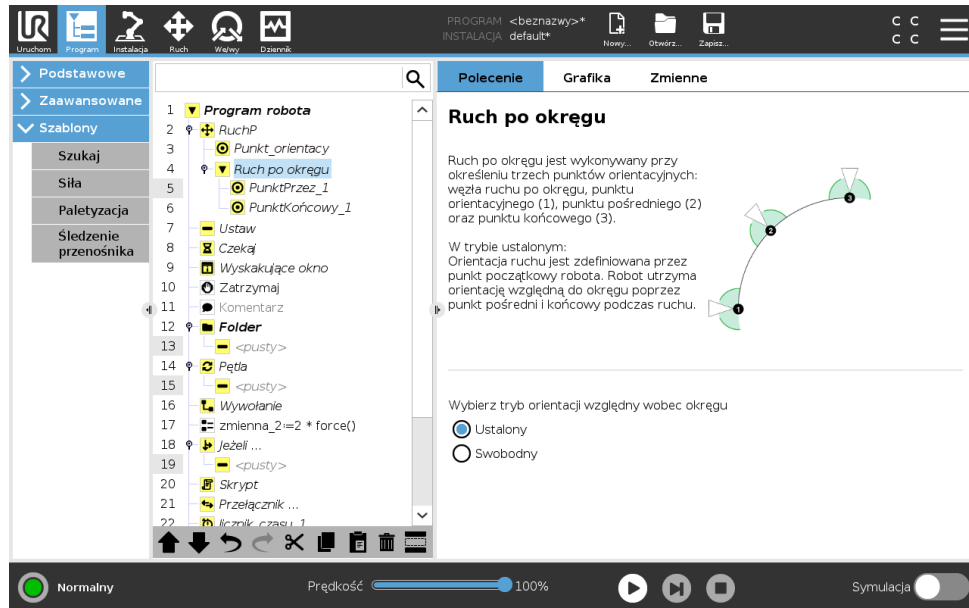 PROGRAM <beznazwy>*
INSTALACJA default*
Uruchom
Program
Instalacja
Ruch
We/wy
Dziennik
Nowy...
Otwórz...
Zapisz...
C C
C C
Podstawowe
Zaawansowane
Szablony
Szukaj
Siła
Paletyzacja
Śledzenie
przenośnika
1 Program robota
2 RuchP
3 Punkt_orientacy
4 Ruch po okręgu
5 PunktPrzez_1
6 PunktKońcowy_1
7 Ustaw
8 Czekaj
9 Wyskakujące okno
10 Zatrzymaj
11 Komentarz
12 Folder
13 <pusty>
14 Pętla
15 <pusty>
16 Wywołanie
17 zmienna_2≔2 * force()
18 Jeżeli ...
19 <pusty>
20 Skrypt
21 Przełącznik ...
22 licznik_czasu_1
Polecenie
Grafika
Zmienne
Ruch po okręgu
Ruch po okręgu jest wykonywany przy
określeniu trzech punktów orientacyjnych:
węzła ruchu po okręgu, punktu
orientacyjnego (1), punktu pośredniego (2)
oraz punktu końcowego (3).
W trybie ustalonym:
Orientacja ruchu jest zdefiniowana przez
punkt początkowy robota. Robot utrzyma
orientację względną do okręgu poprzez
punkt pośredni i końcowy podczas ruchu.
1
2
3
Wybierz tryb orientacji względny wobec okręgu
Ustalony
Swobodny
Normalny
Prędkość
100%
Symulacja